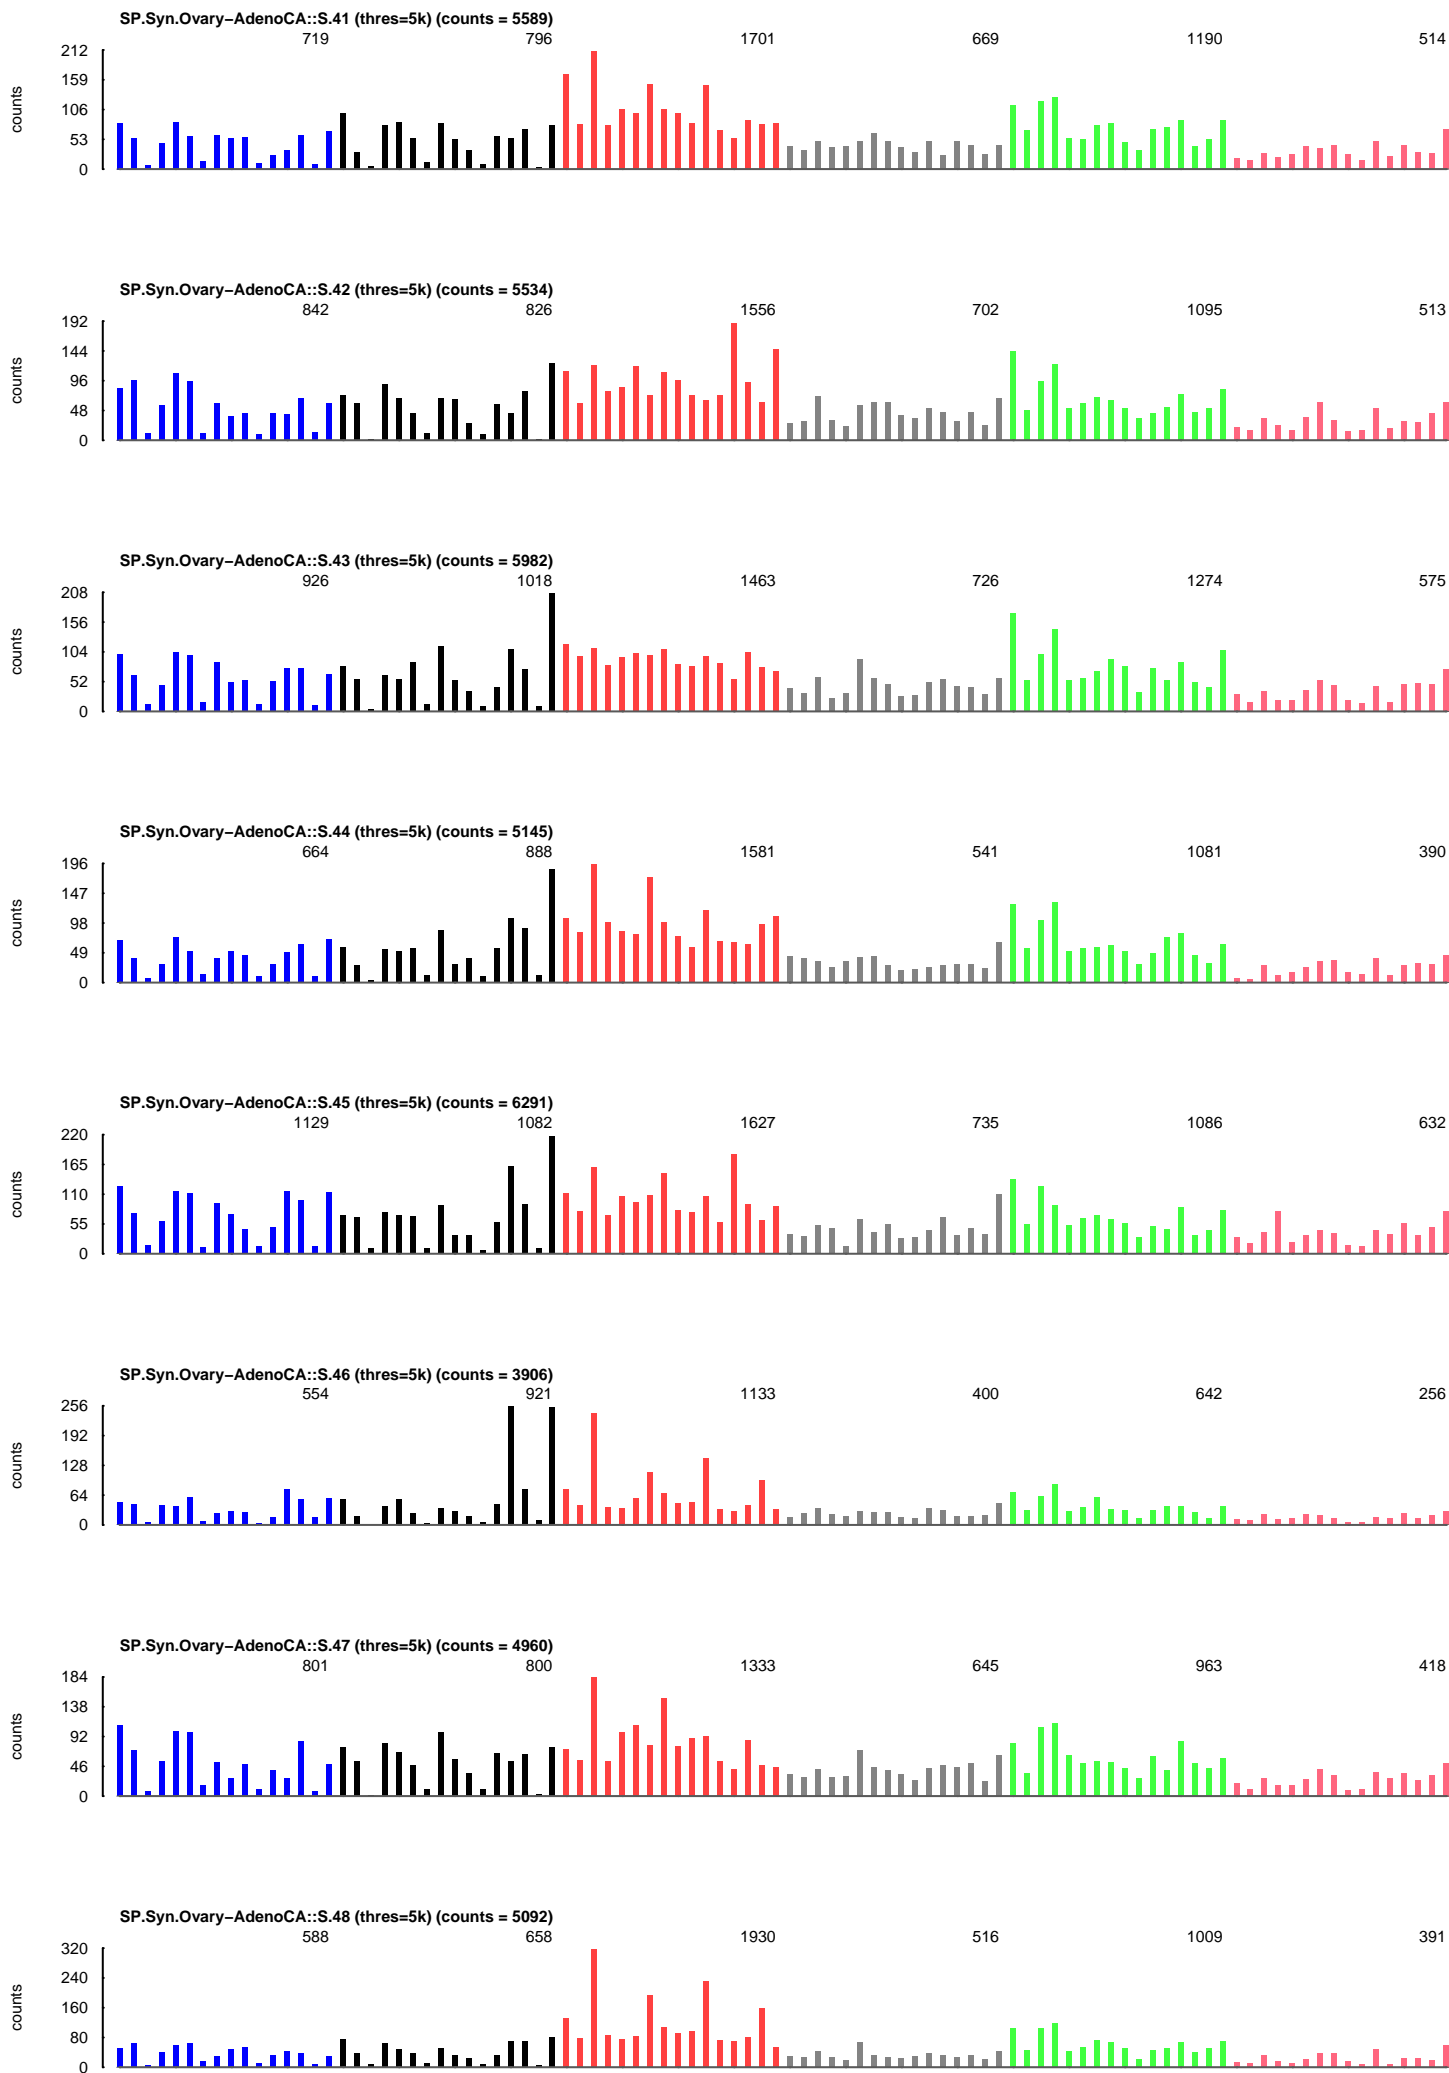 SP.Syn.Ovary−AdenoCA::S.41 (thres=5k) (counts = 5589)
719 796 1701 669 1190 514
212
159
106
53
0
counts
SP.Syn.Ovary−AdenoCA::S.42 (thres=5k) (counts = 5534)
842 826 1556 702 1095 513
192
144
96
48
0
counts
SP.Syn.Ovary−AdenoCA::S.43 (thres=5k) (counts = 5982)
926 1018 1463 726 1274 575
208
156
104
52
0
counts
SP.Syn.Ovary−AdenoCA::S.44 (thres=5k) (counts = 5145)
664 888 1581 541 1081 390
196
147
98
49
0
counts
SP.Syn.Ovary−AdenoCA::S.45 (thres=5k) (counts = 6291)
1129 1082 1627 735 1086 632
220
165
110
55
0
counts
SP.Syn.Ovary−AdenoCA::S.46 (thres=5k) (counts = 3906)
554 921 1133 400 642 256
256
192
128
64
0
counts
SP.Syn.Ovary−AdenoCA::S.47 (thres=5k) (counts = 4960)
801 800 1333 645 963 418
184
138
92
46
0
counts
SP.Syn.Ovary−AdenoCA::S.48 (thres=5k) (counts = 5092)
588 658 1930 516 1009 391
320
240
160
80
0
counts